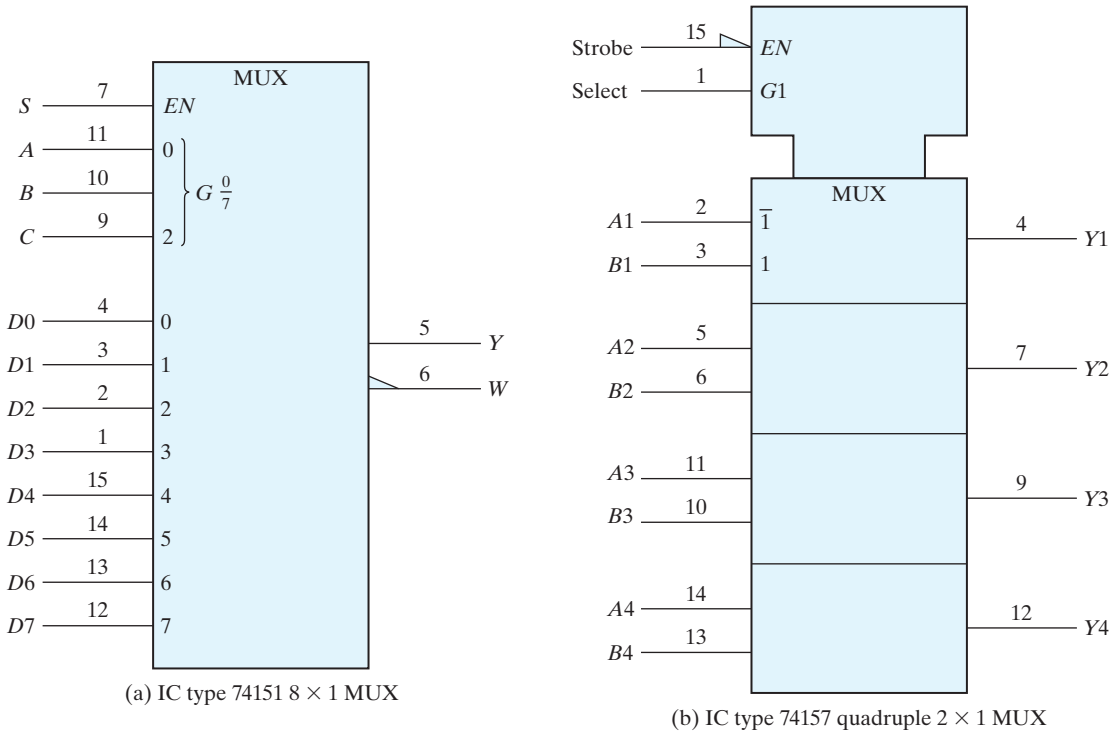 MUX
S 7 EN
A 11 0
B 10 G 0/7
C 9 2
D0 4 0
D1 3 1
D2 2 2
D3 1 3
D4 15 4
D5 14 5
D6 13 6
D7 12 7
5 Y
6 W
(a) IC type 74151 8 × 1 MUX
Strobe 15 EN
Select 1 G1
MUX
A1 2 1̅
B1 3 1
4 Y1
A2 5
B2 6
7 Y2
A3 11
B3 10
9 Y3
A4 14
B4 13
12 Y4
(b) IC type 74157 quadruple 2 × 1 MUX